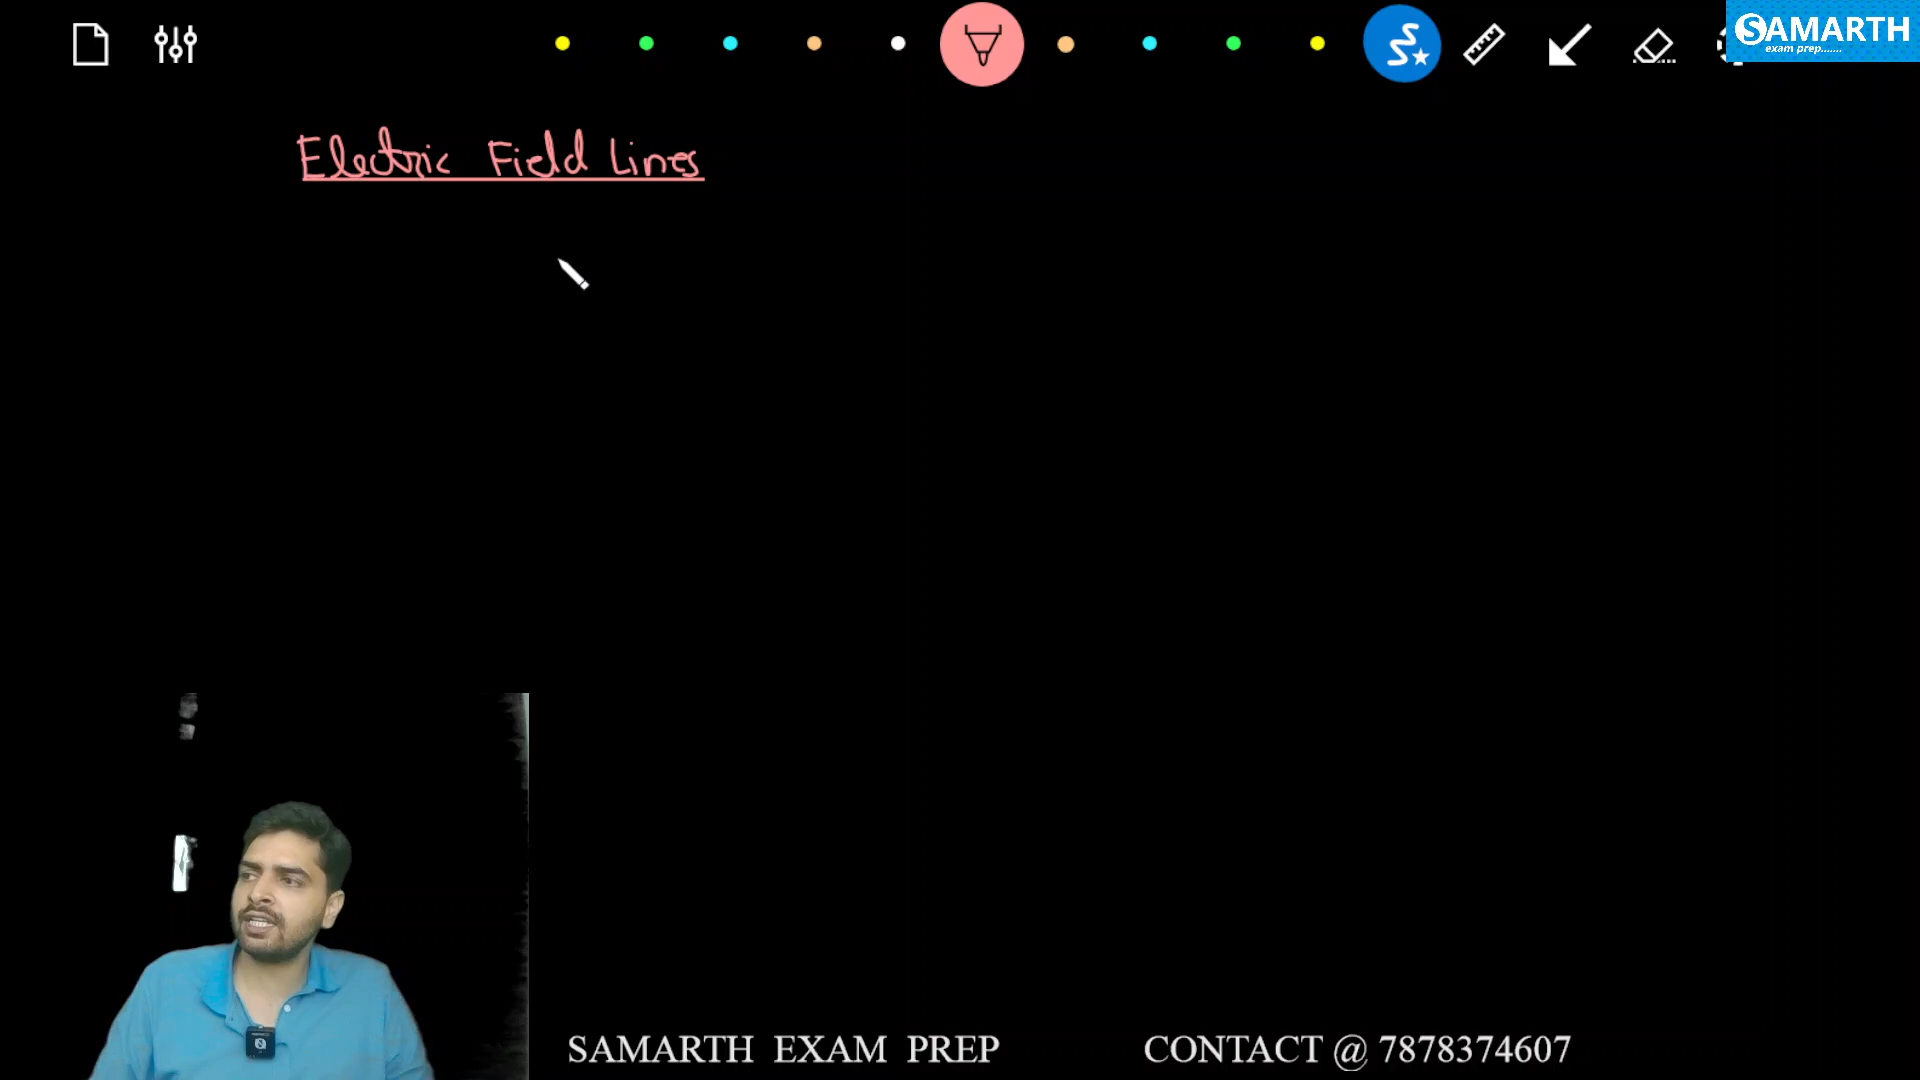 SAMARTH
exam prep.......
Electric Field Lines
SAMARTH EXAM PREP CONTACT @ 7878374607